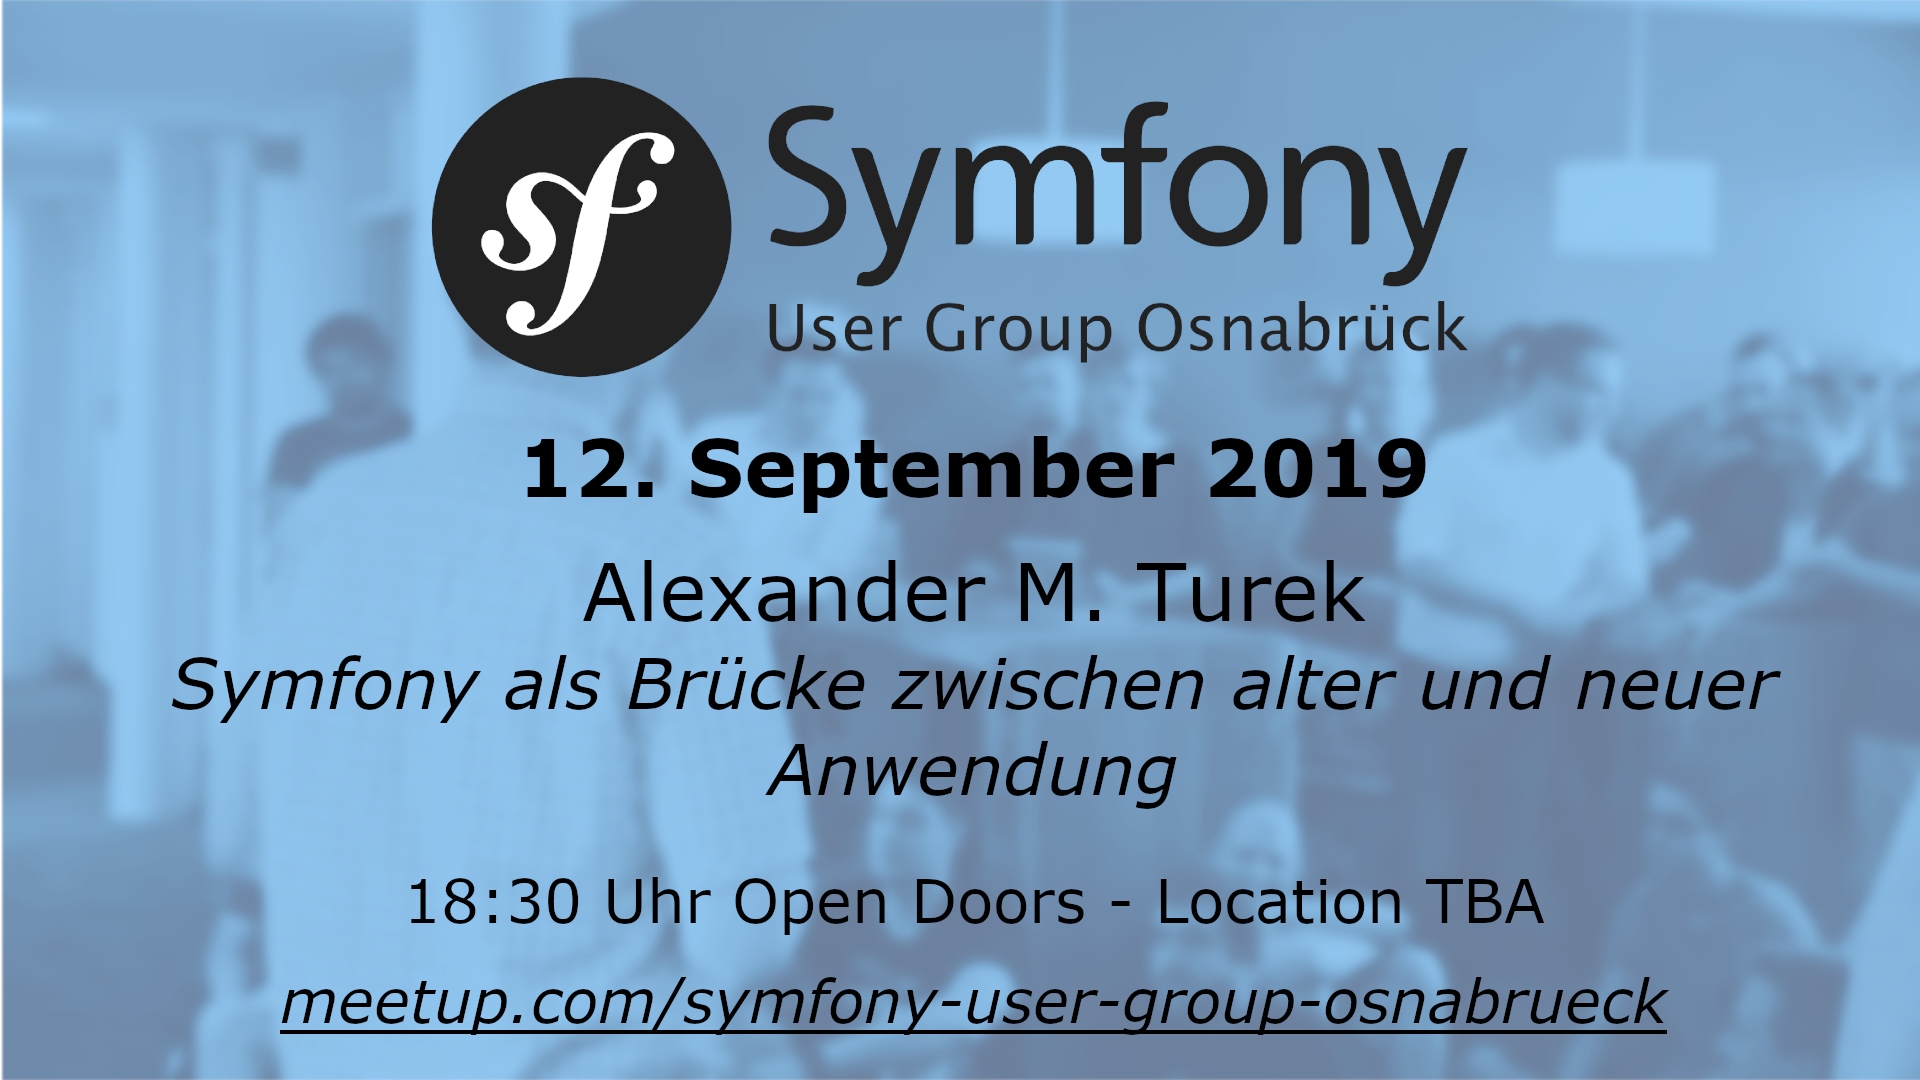 sf Symfony
User Group Osnabrück
12. September 2019
Alexander M. Turek
Symfony als Brücke zwischen alter und neuer
Anwendung
18:30 Uhr Open Doors - Location TBA
meetup.com/symfony-user-group-osnabrueck